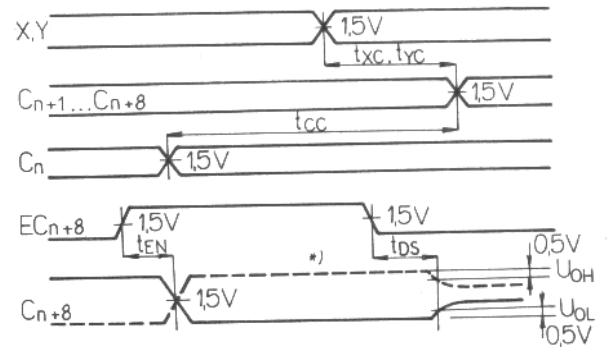 X,Y
1,5V
tXC, tYC
Cn+1...Cn+8
1,5V
tCC
Cn
1,5V
ECn+8
1,5V
1,5V
tEN
tDS
0,5V
*)
UOH
Cn+8
1,5V
UOL
0,5V